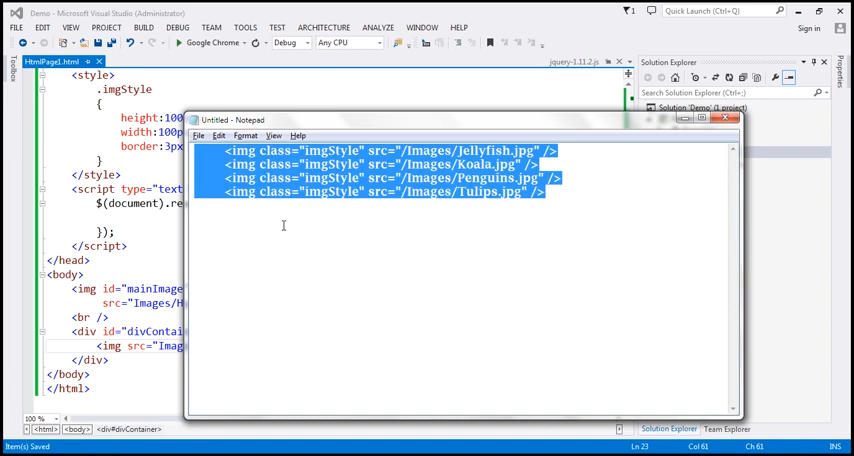 Demo - Microsoft Visual Studio (Administrator)
1
Quick Launch (Ctrl+Q)
FILE EDIT VIEW PROJECT BUILD DEBUG TEAM TOOLS TEST ARCHITECTURE ANALYZE WINDOW HELP
Sign in
Google Chrome
Debug
Any CPU
Toolbox
HtmlPage1.html
jquery-1.11.2.js
Solution Explorer
Properties
<style>
.imgStyle
{
height:100
width:100p
border:3px
}
</style>
<script type="text
$(document).re
});
</script>
</head>
<body>
<img id="mainImage
src="Images/H
<br />
<div id="divContai
<img src="Imag
</div>
</body>
</html>
Search Solution Explorer (Ctrl+;)
Solution 'Demo' (1 project)
Untitled - Notepad
File Edit Format View Help
<img class="imgStyle" src="/Images/Jellyfish.jpg" />
<img class="imgStyle" src="/Images/Koala.jpg" />
<img class="imgStyle" src="/Images/Penguins.jpg" />
<img class="imgStyle" src="/Images/Tulips.jpg" />
100 %
<html> <body> <div#divContainer>
Solution Explorer Team Explorer
Item(s) Saved
Ln 23
Col 61
Ch 61
INS